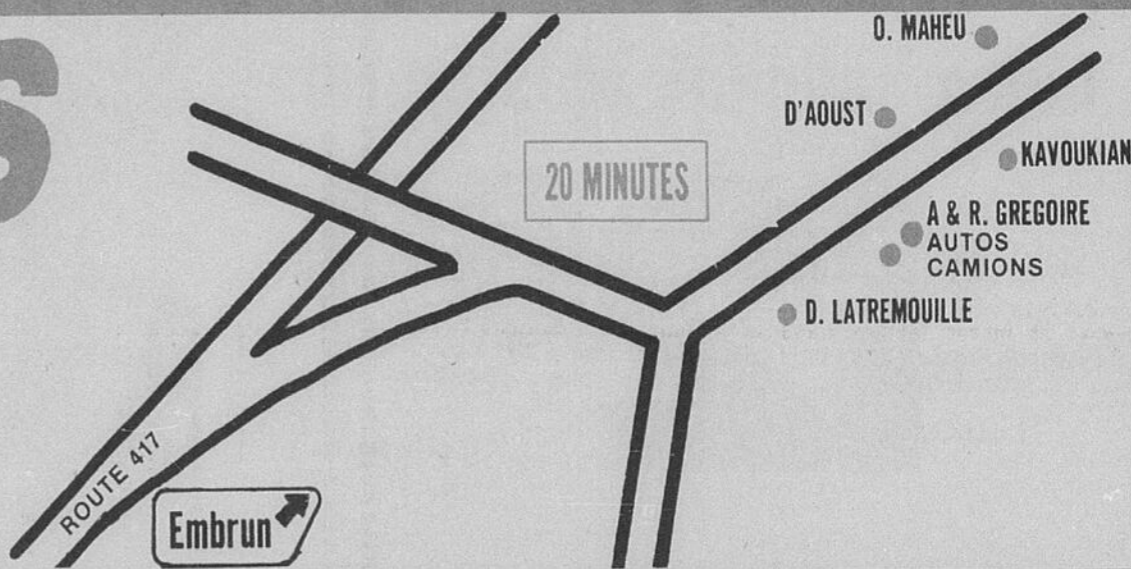 S
O. MAHEU
D'AOUST
KAVOUKIAN
20 MINUTES
A & R. GREGOIRE
AUTOS
CAMIONS
D. LATREMOUILLE
ROUTE 417
Embrun